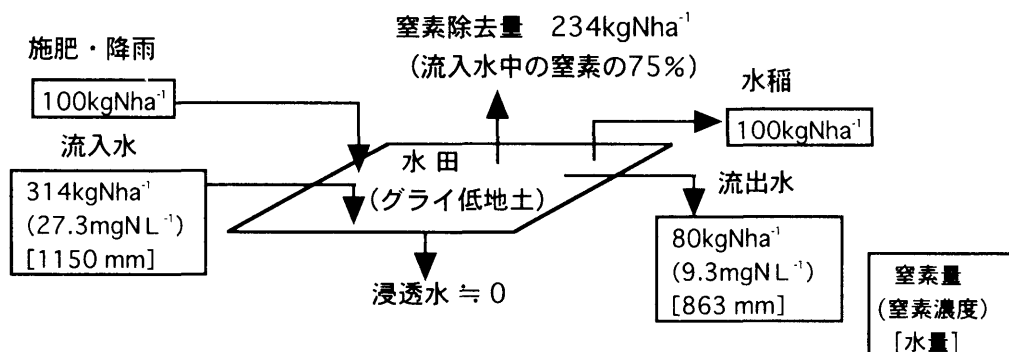 窒素除去量 234kgNha⁻¹
(流入水中の窒素の75%)
施肥・降雨
100kgNha⁻¹
流入水
314kgNha⁻¹
(27.3mgNL⁻¹)
[1150 mm]
水田
(グライ低地土)
浸透水≒0
水稲
100kgNha⁻¹
流出水
80kgNha⁻¹
(9.3mgNL⁻¹)
[863 mm]
窒素量
(窒素濃度)
[水量]